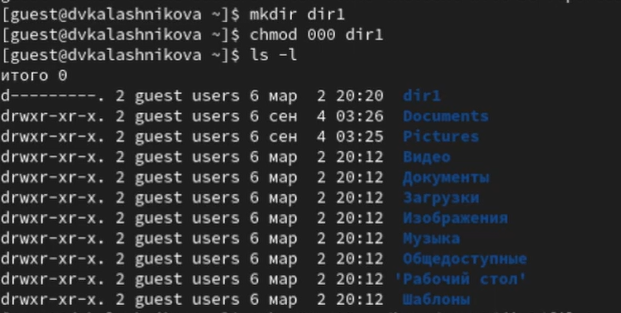 [guest@dvkalashnikova ~]$ mkdir dir1
[guest@dvkalashnikova ~]$ chmod 000 dir1
[guest@dvkalashnikova ~]$ ls -l
итого 0
d---------. 2 guest users 6 мар  2 20:20  dir1
drwxr-xr-x. 2 guest users 6 сен  4 03:26  Documents
drwxr-xr-x. 2 guest users 6 сен  4 03:25  Pictures
drwxr-xr-x. 2 guest users 6 мар  2 20:12  Видео
drwxr-xr-x. 2 guest users 6 мар  2 20:12  Документы
drwxr-xr-x. 2 guest users 6 мар  2 20:12  Загрузки
drwxr-xr-x. 2 guest users 6 мар  2 20:12  Изображения
drwxr-xr-x. 2 guest users 6 мар  2 20:12  Музыка
drwxr-xr-x. 2 guest users 6 мар  2 20:12  Общедоступные
drwxr-xr-x. 2 guest users 6 мар  2 20:12 'Рабочий стол'
drwxr-xr-x. 2 guest users 6 мар  2 20:12  Шаблоны